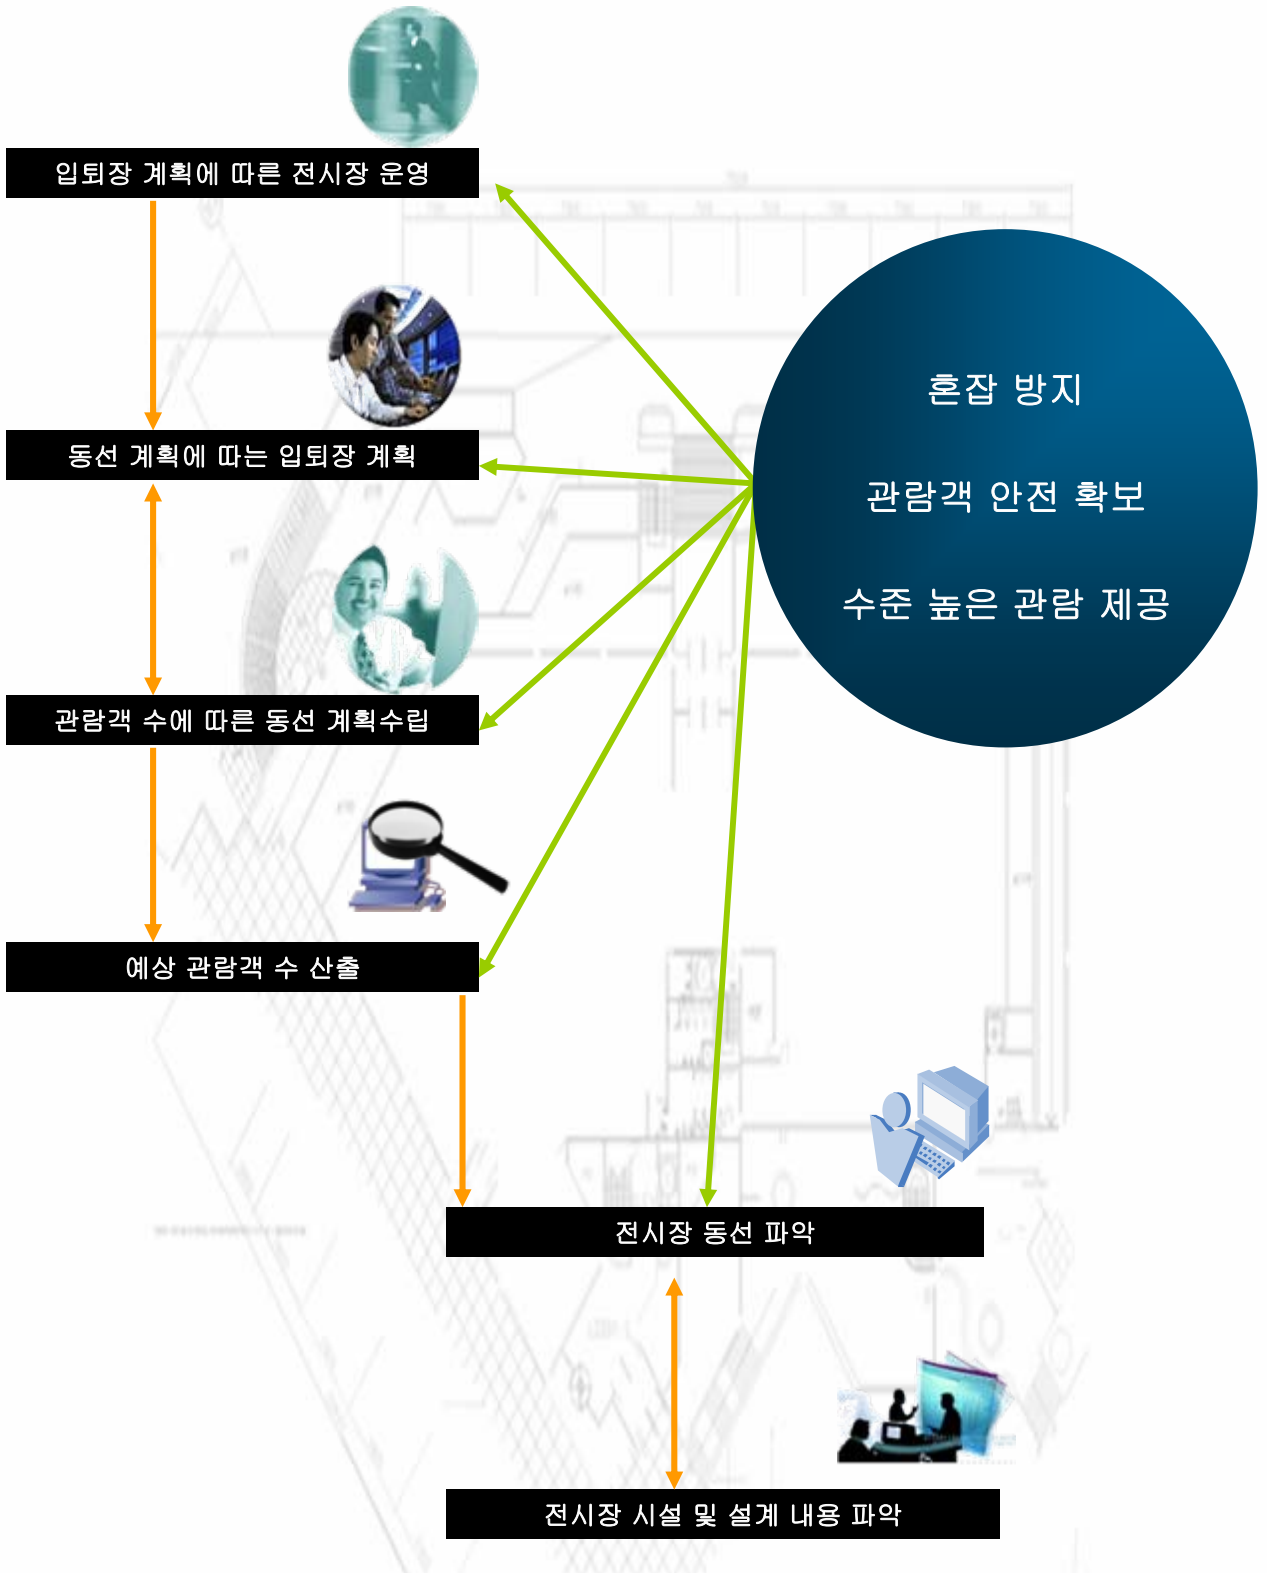 입퇴장 계획에 따른 전시장 운영
동선 계획에 따는 입퇴장 계획
관람객 수에 따른 동선 계획수립
예상 관람객 수 산출
전시장 동선 파악
전시장 시설 및 설계 내용 파악
혼잡 방지
관람객 안전 확보
수준 높은 관람 제공